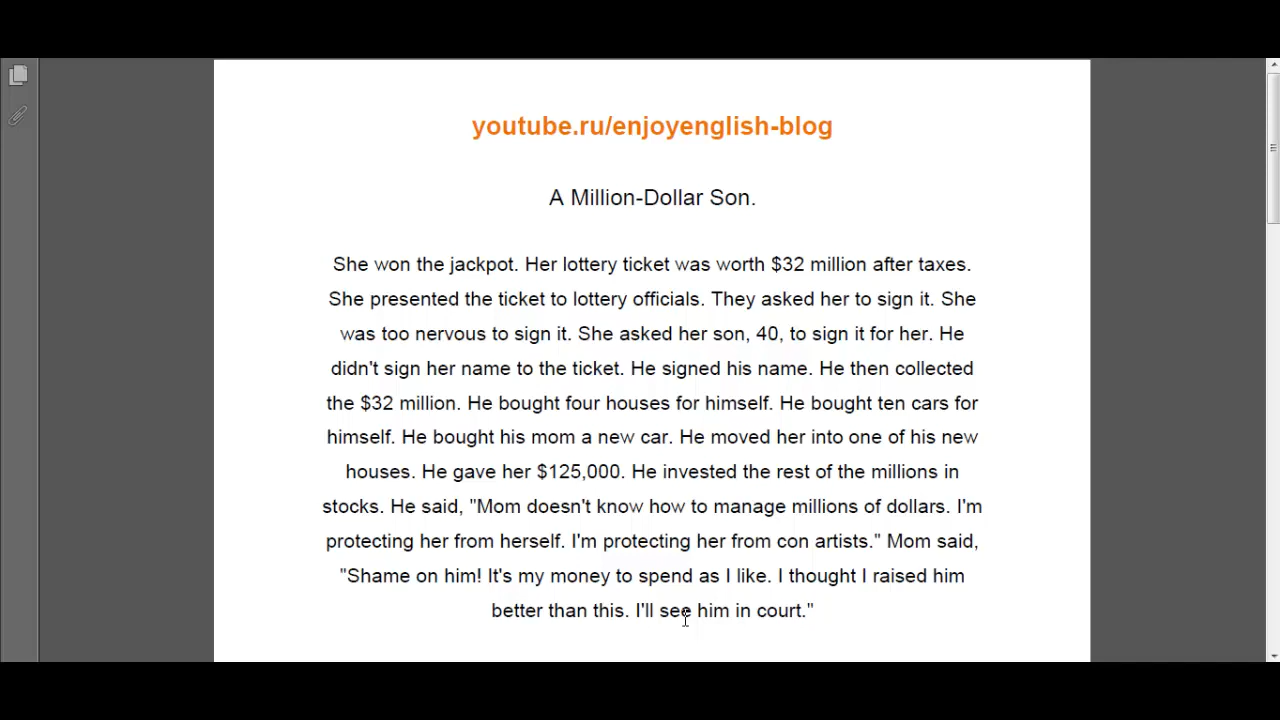 youtube.ru/enjoyenglish-blog
A Million-Dollar Son.
She won the jackpot. Her lottery ticket was worth $32 million after taxes.
She presented the ticket to lottery officials. They asked her to sign it. She
was too nervous to sign it. She asked her son, 40, to sign it for her. He
didn't sign her name to the ticket. He signed his name. He then collected
the $32 million. He bought four houses for himself. He bought ten cars for
himself. He bought his mom a new car. He moved her into one of his new
houses. He gave her $125,000. He invested the rest of the millions in
stocks. He said, "Mom doesn't know how to manage millions of dollars. I'm
protecting her from herself. I'm protecting her from con artists." Mom said,
"Shame on him! It's my money to spend as I like. I thought I raised him
better than this. I'll see him in court."